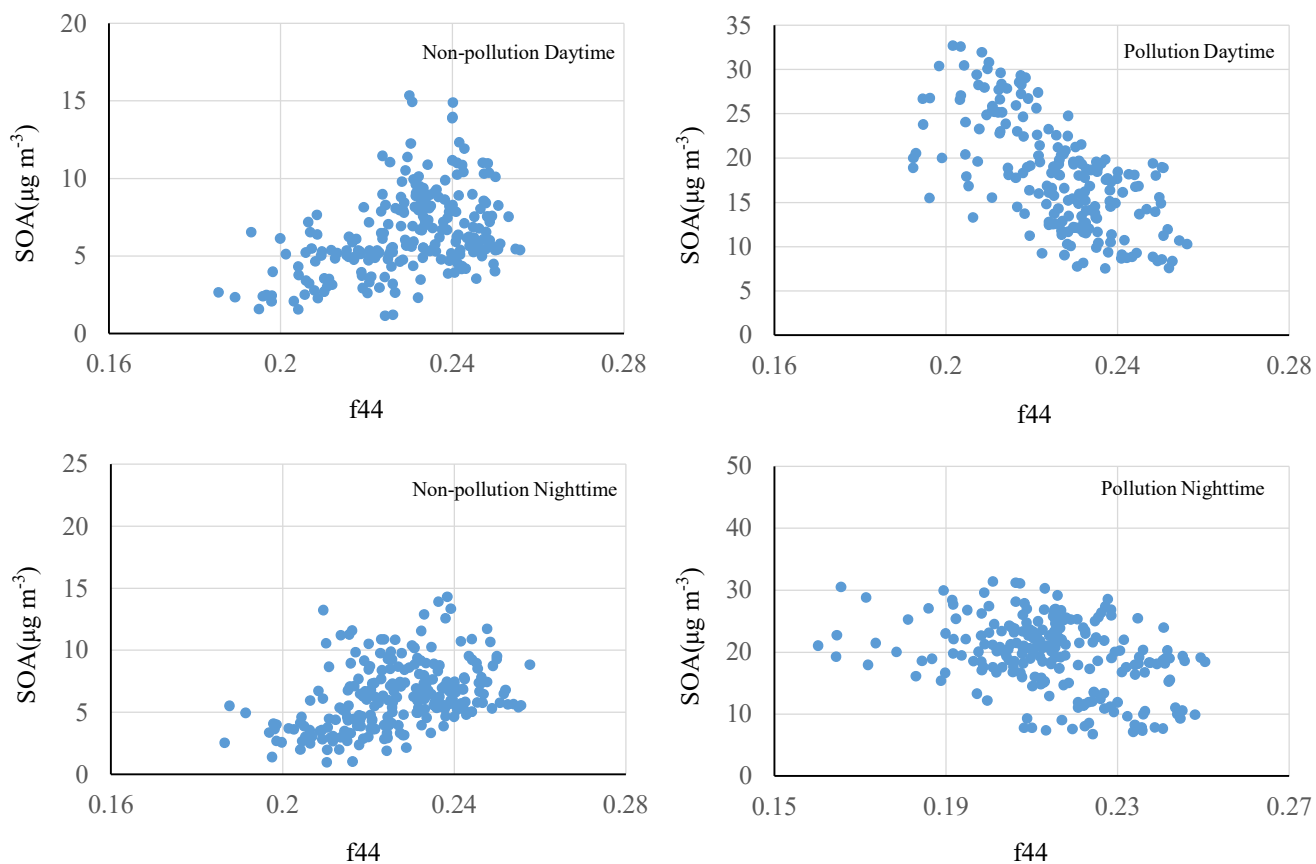 20
Non-pollution Daytime
15
10
5
0
SOA(µg m⁻³)
0.16 0.2 0.24 0.28
f44
35
Pollution Daytime
30
25
20
15
10
5
0
SOA(µg m⁻³)
0.16 0.2 0.24 0.28
f44
25
Non-pollution Nighttime
20
15
10
5
0
SOA(µg m⁻³)
0.16 0.2 0.24 0.28
f44
50
Pollution Nighttime
40
30
20
10
0
SOA(µg m⁻³)
0.15 0.19 0.23 0.27
f44